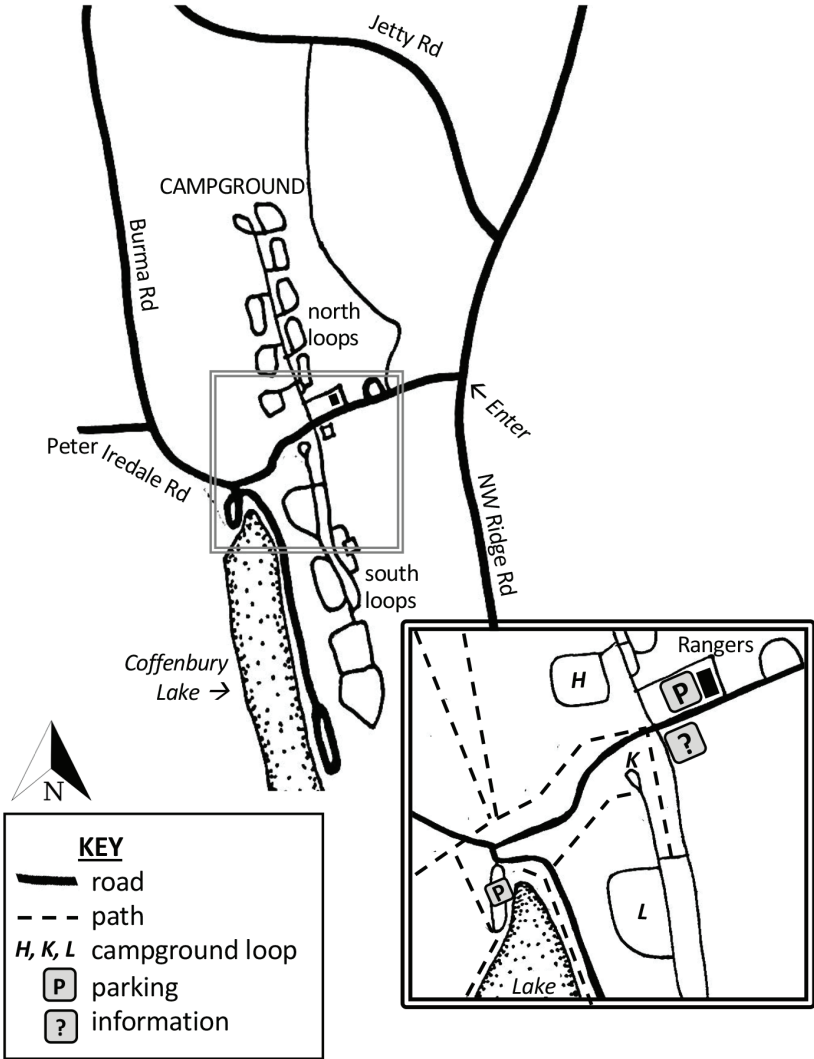 Jetty Rd
CAMPGROUND
Burma Rd
north
loops
← Enter
Peter Iredale Rd
NW Ridge Rd
south
loops
Coffenbury
Lake →
Rangers
H
P
?
K
P
L
Lake
N
KEY
road
path
H, K, L campground loop
P parking
? information